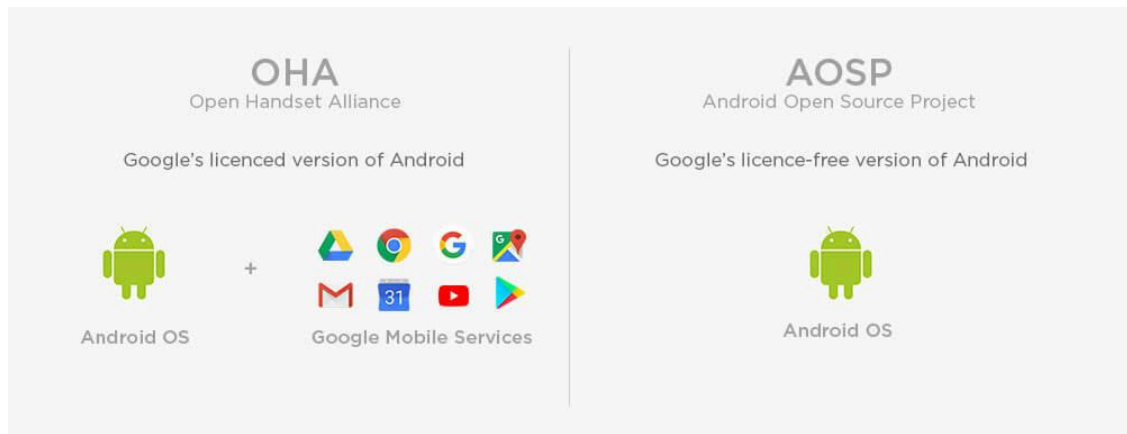 OHA
Open Handset Alliance
Google's licenced version of Android
+
G
31
Android OS
Google Mobile Services
AOSP
Android Open Source Project
Google's licence-free version of Android
Android OS